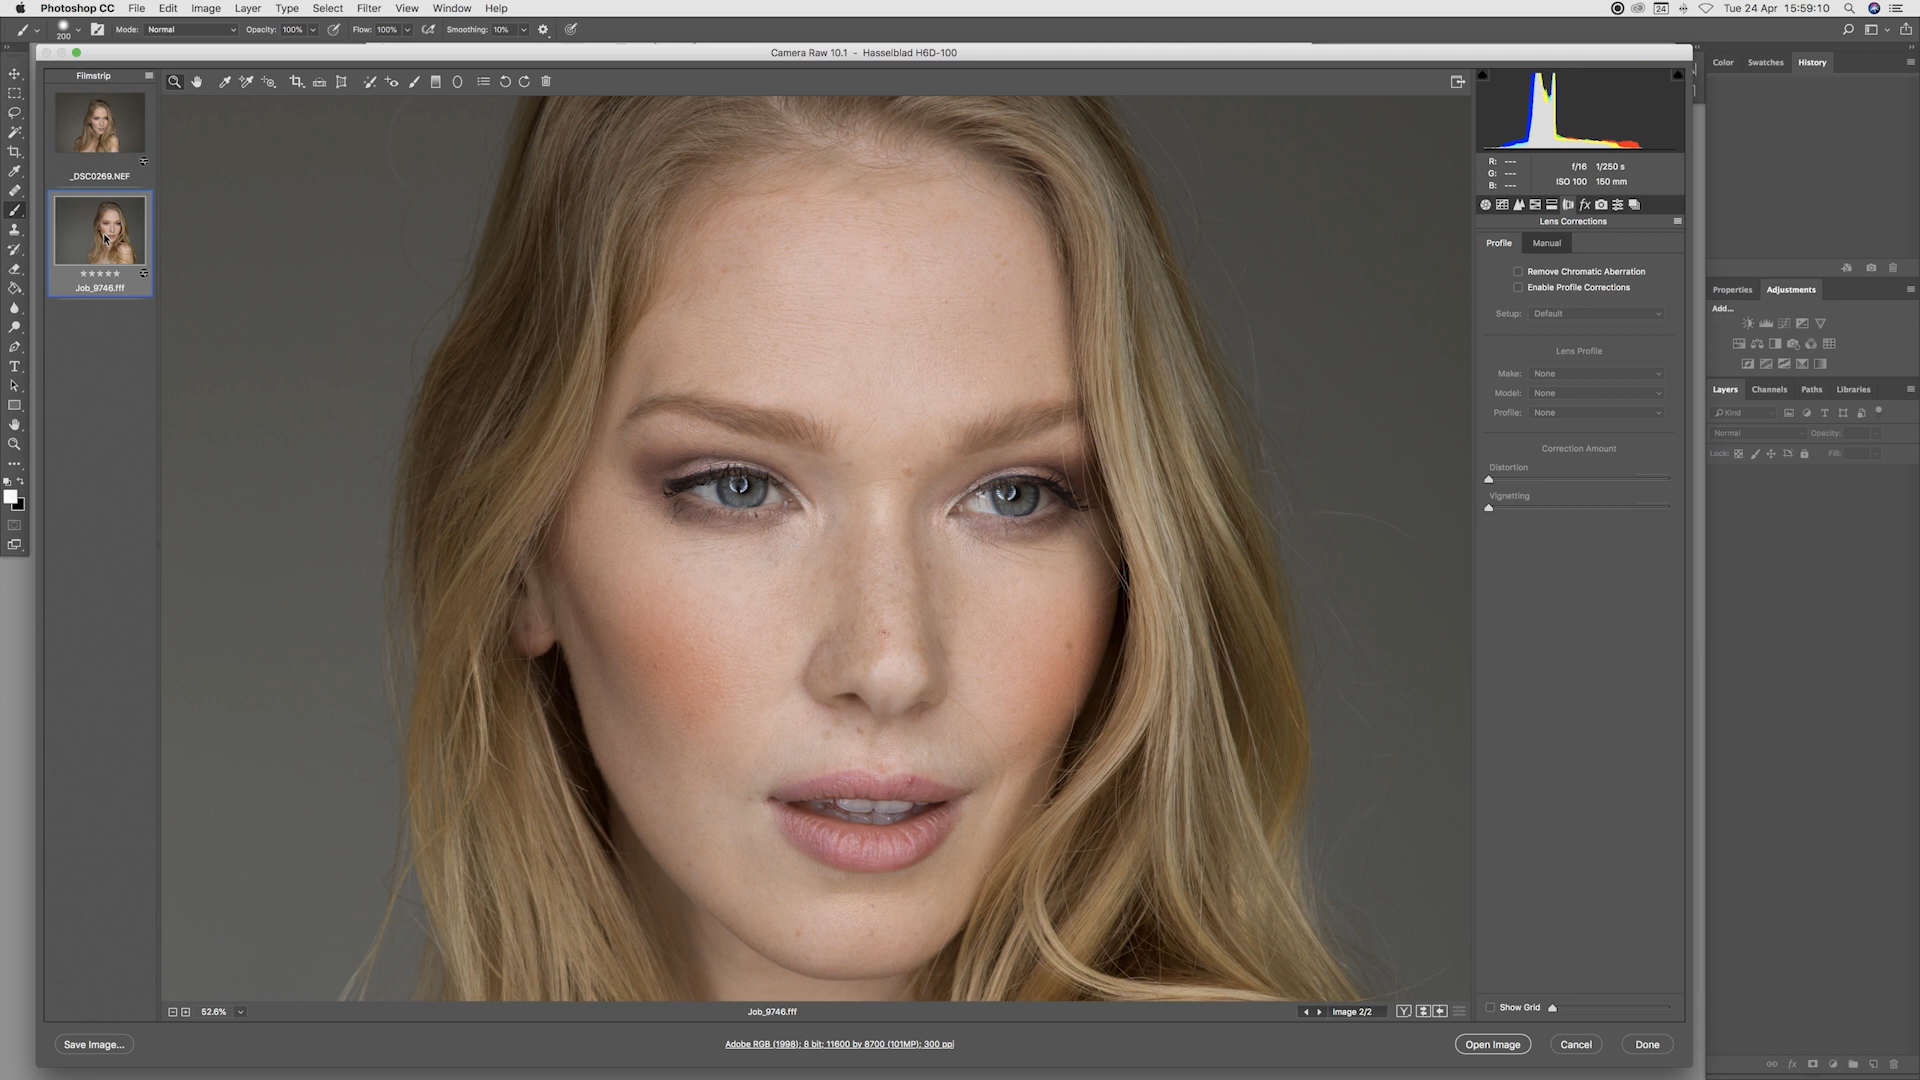 Photoshop CC File Edit Image Layer Type Select Filter View Window Help 24 Tue 24 Apr 15:59:10
200 Mode: Normal Opacity: 100% Flow: 100% Smoothing: 10%
Camera Raw 10.1 - Hasselblad H6D-100
Filmstrip
_DSC0269.NEF
Job_9746.fff
R: ---
G: ---
B: ---
f/16 1/250 s
ISO 100 150 mm
Lens Corrections
Profile Manual
Remove Chromatic Aberration
Enable Profile Corrections
Setup: Default
Lens Profile
Make: None
Model: None
Profile: None
Correction Amount
Distortion
Vignetting
Show Grid
52.6%
Job_9746.fff
Image 2/2
Save Image...
Adobe RGB (1998); 8 bit; 11600 by 8700 (101MP); 300 ppi
Open Image Cancel Done
Color Swatches History
Properties Adjustments
Add...
Layers Channels Paths Libraries
Kind
Normal Opacity:
Lock: Fill: